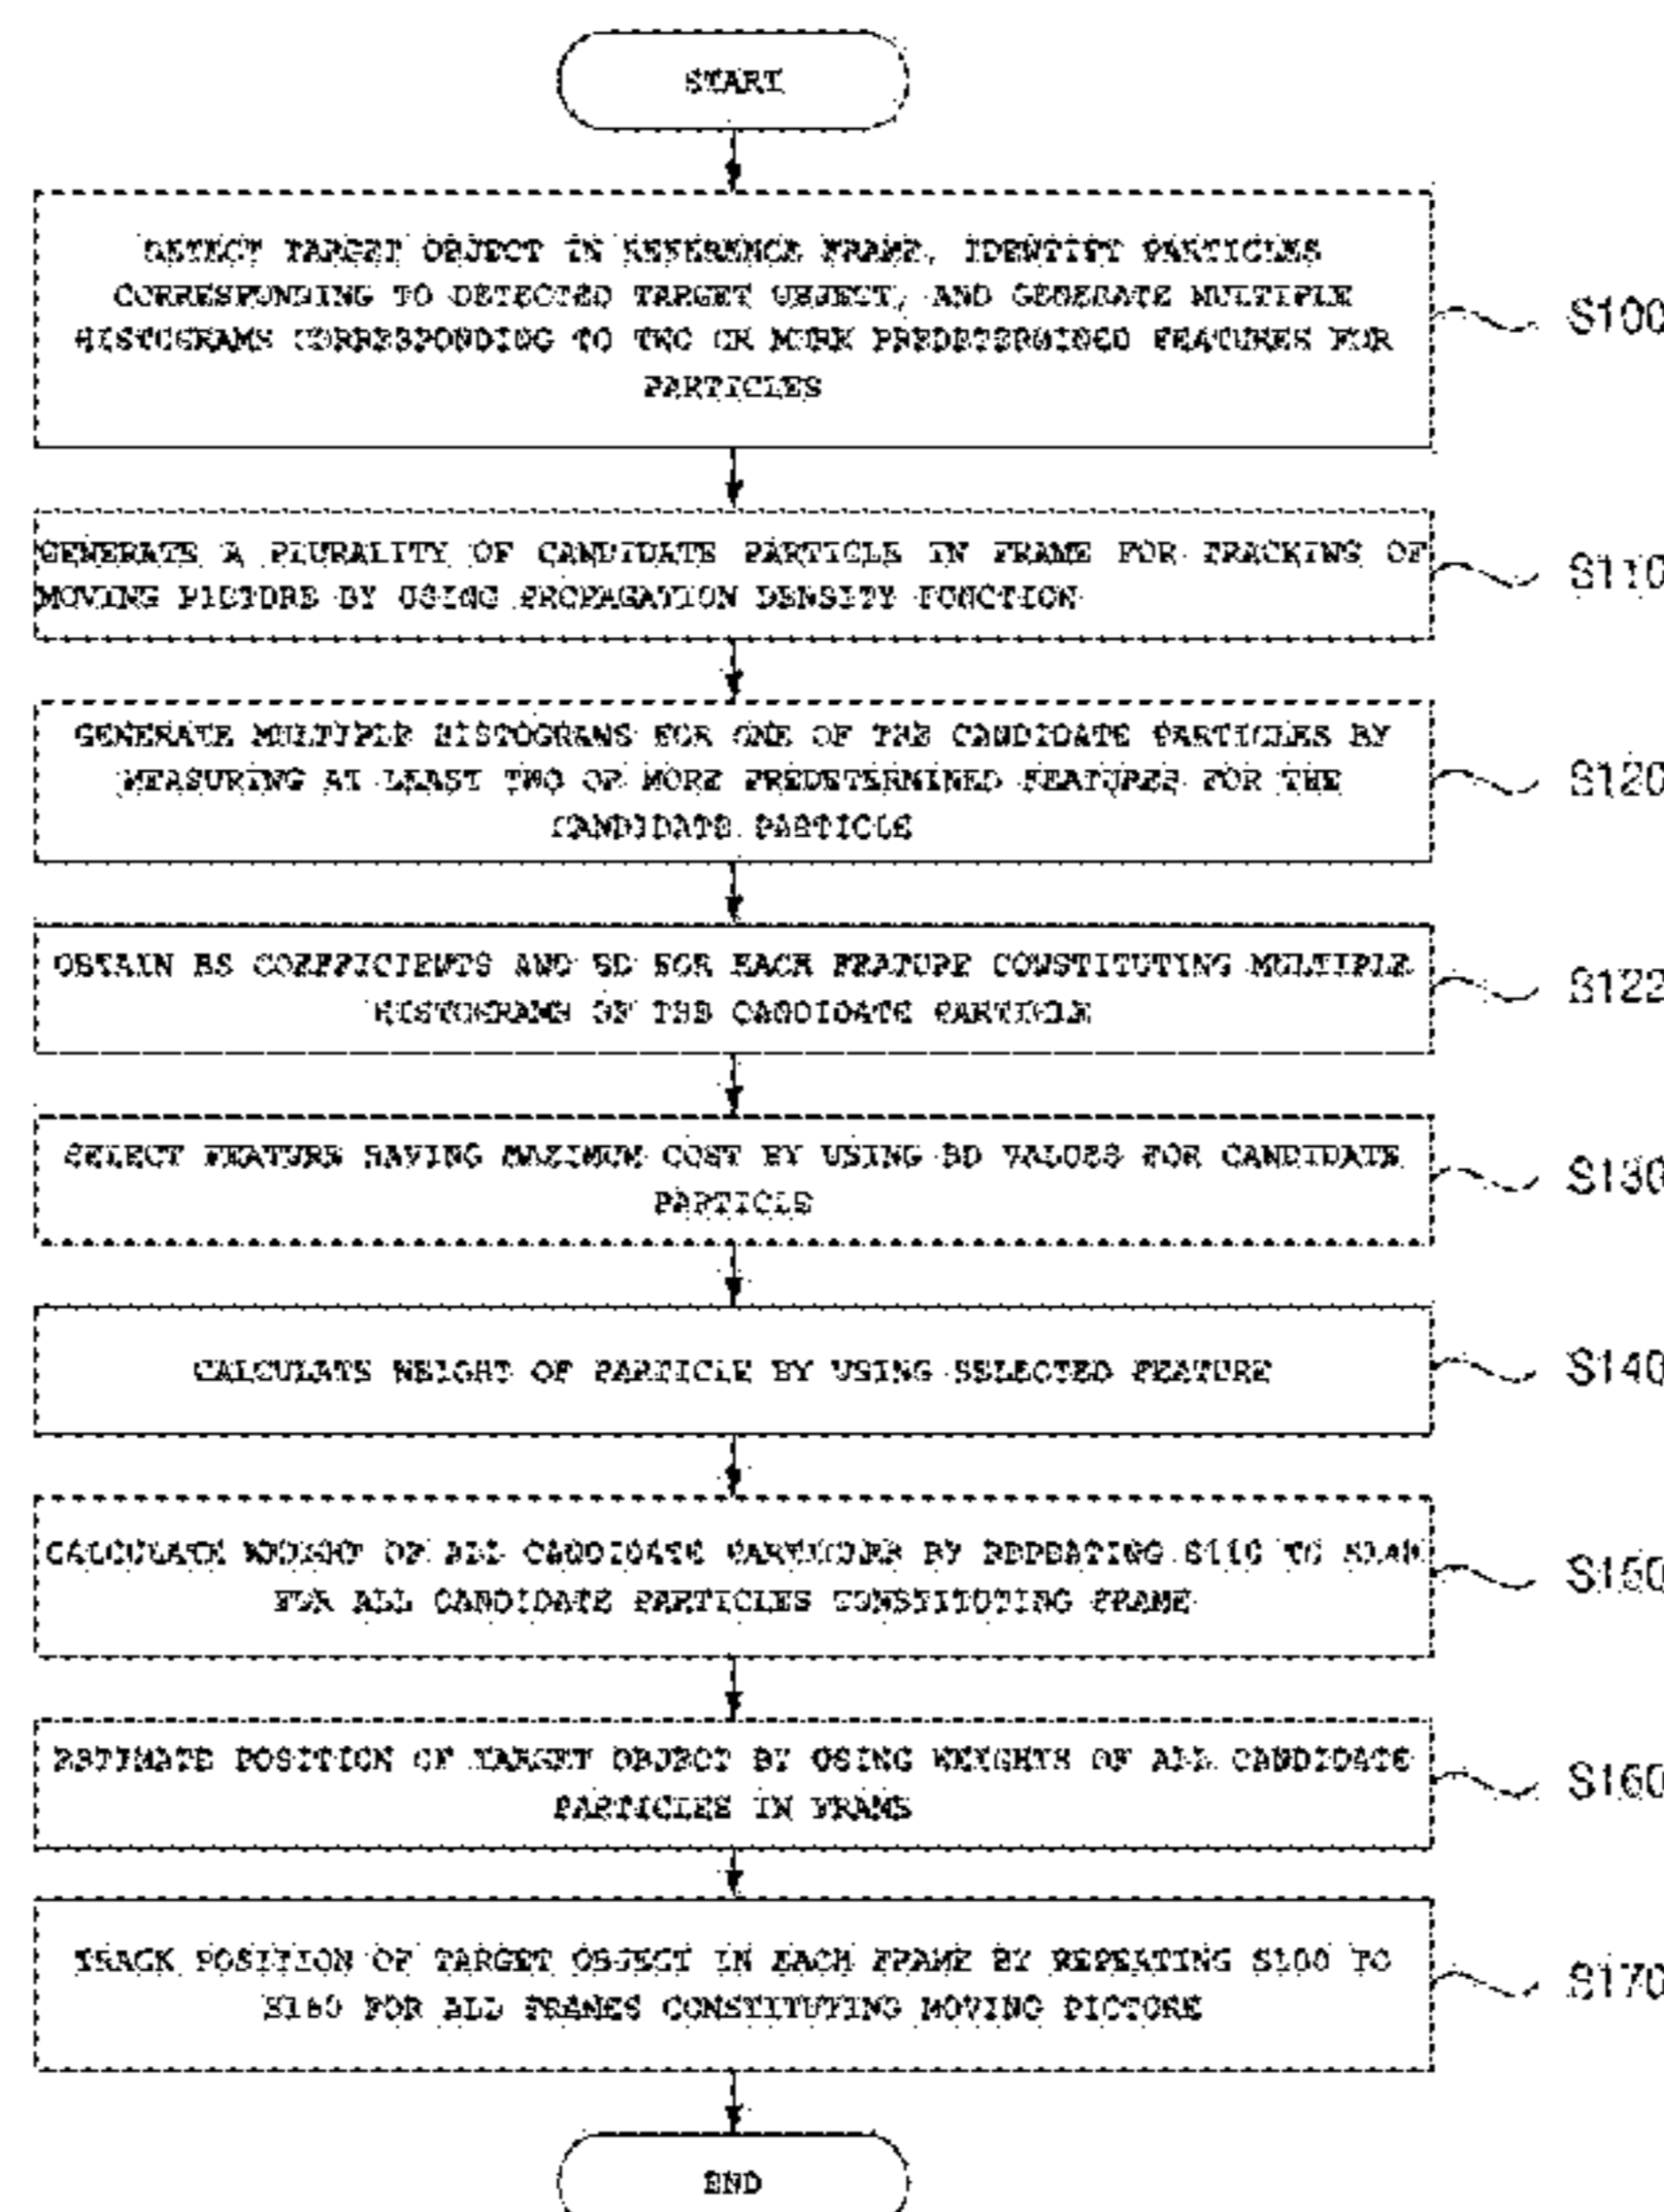 START
DETECT TARGET OBJECT IN REFERENCE FRAME, IDENTIFY PARTICLES
CORRESPONDING TO DETECTED TARGET OBJECT, AND GENERATE MULTIPLE
HISTOGRAMS CORRESPONDING TO TWO OR MORE PREDETERMINED FEATURES FOR
PARTICLES
S100
GENERATE A PLURALITY OF CANDIDATE PARTICLE IN FRAME FOR TRACKING OF
MOVING PICTURE BY USING PROPAGATION DENSITY FUNCTION
S110
GENERATE MULTIPLE HISTOGRAMS FOR ONE OF THE CANDIDATE PARTICLES BY
MEASURING AT LEAST TWO OR MORE PREDETERMINED FEATURES FOR THE
CANDIDATE PARTICLE
S120
OBTAIN COEFFICIENTS AND BD FOR EACH FEATURE CONSTITUTING MULTIPLE
HISTOGRAMS OF THE CANDIDATE PARTICLE
S122
SELECT FEATURE HAVING MAXIMUM COST BY USING BD VALUES FOR CANDIDATE
PARTICLE
S130
CALCULATE WEIGHT OF PARTICLE BY USING SELECTED FEATURE
S140
CALCULATE WEIGHT OF ALL CANDIDATE PARTICLES BY REPEATING S110 TO S140
FOR ALL CANDIDATE PARTICLES CONSTITUTING FRAME
S150
ESTIMATE POSITION OF TARGET OBJECT BY USING WEIGHTS OF ALL CANDIDATE
PARTICLES IN FRAME
S160
TRACK POSITION OF TARGET OBJECT IN EACH FRAME BY REPEATING S100 TO
S160 FOR ALL FRAMES CONSTITUTING MOVING PICTURE
S170
END